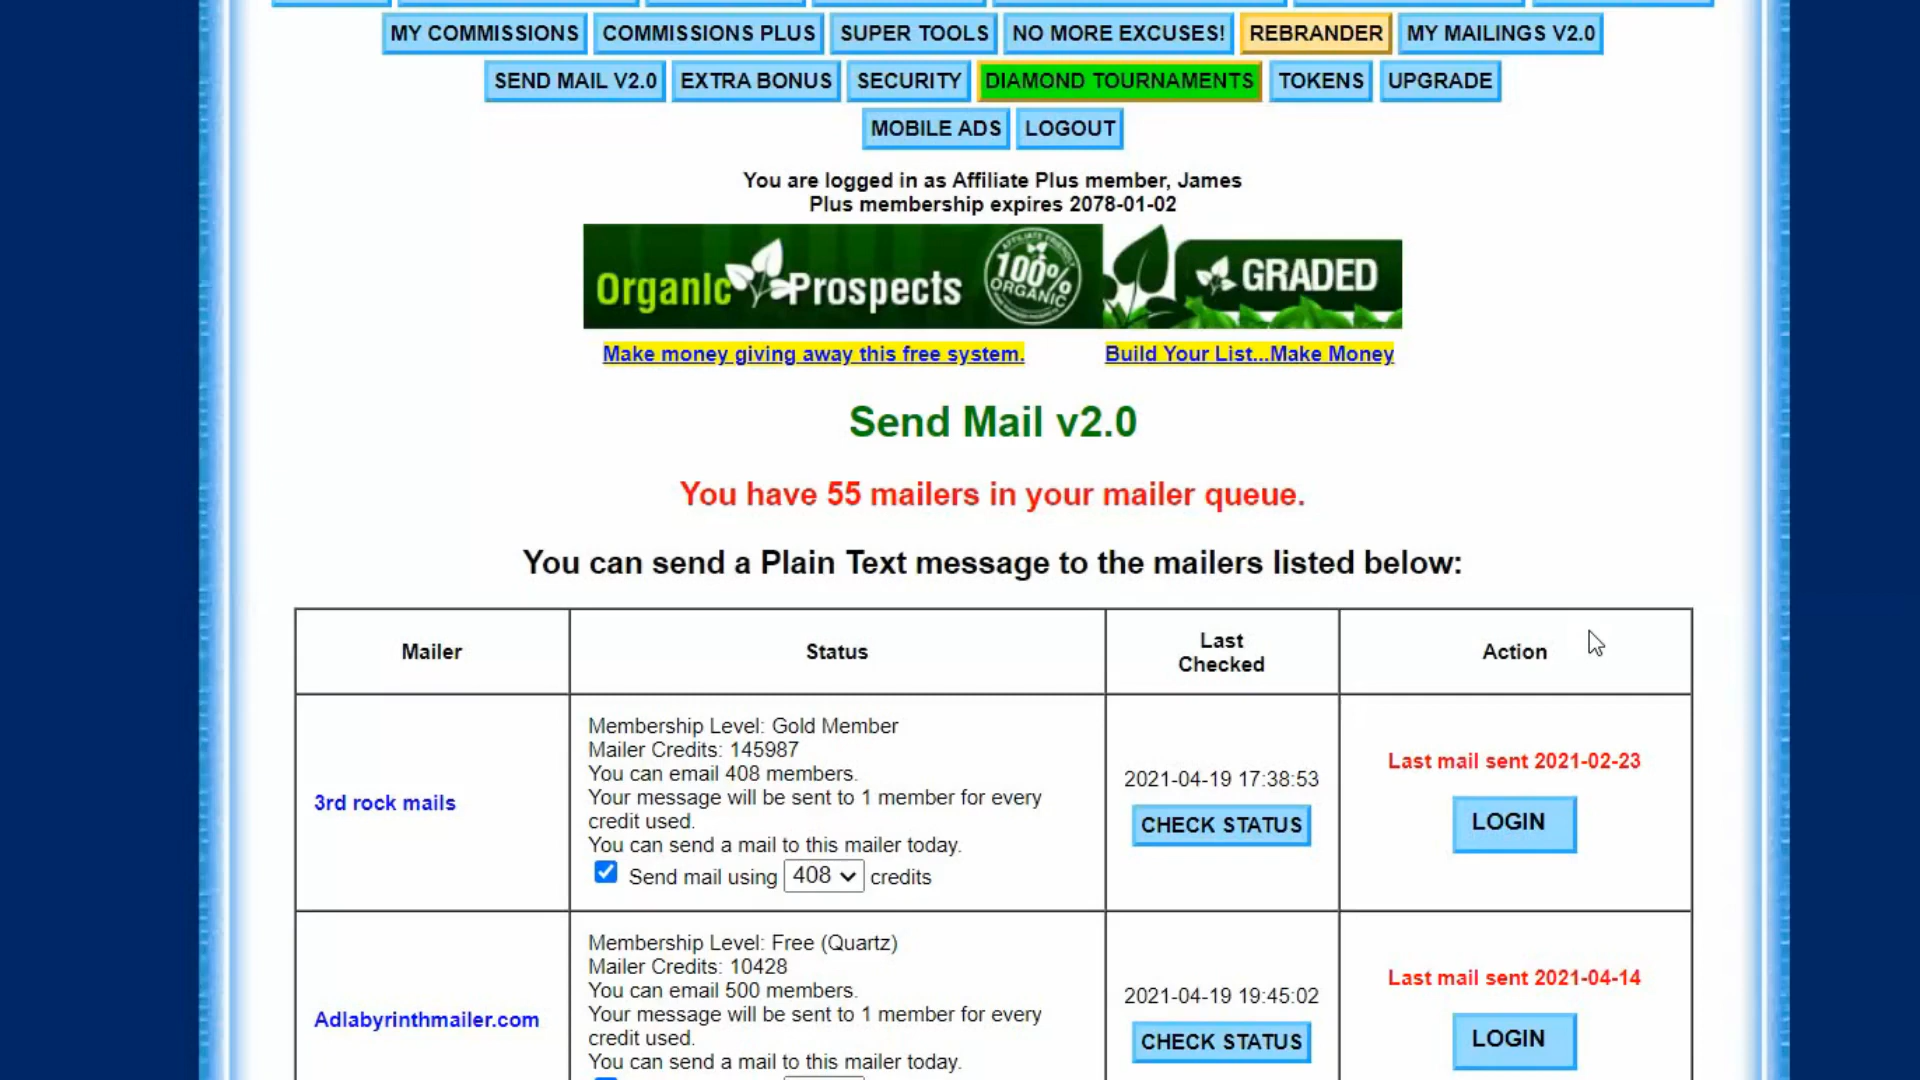 MY COMMISSIONS COMMISSIONS PLUS SUPER TOOLS NO MORE EXCUSES! REBRANDER MY MAILINGS V2.0
SEND MAIL V2.0 EXTRA BONUS SECURITY DIAMOND TOURNAMENTS TOKENS UPGRADE
MOBILE ADS LOGOUT
You are logged in as Affiliate Plus member, James
Plus membership expires 2078-01-02
Organic Prospects 100% ORGANIC GRADED
Make money giving away this free system. Build Your List...Make Money
Send Mail v2.0
You have 55 mailers in your mailer queue.
You can send a Plain Text message to the mailers listed below:
Mailer Status Last Checked Action
3rd rock mails
Membership Level: Gold Member
Mailer Credits: 145987
You can email 408 members.
Your message will be sent to 1 member for every
credit used.
You can send a mail to this mailer today.
Send mail using 408 credits
2021-04-19 17:38:53
CHECK STATUS
Last mail sent 2021-02-23
LOGIN
Adlabyrinthmailer.com
Membership Level: Free (Quartz)
Mailer Credits: 10428
You can email 500 members.
Your message will be sent to 1 member for every
credit used.
You can send a mail to this mailer today.
2021-04-19 19:45:02
CHECK STATUS
Last mail sent 2021-04-14
LOGIN